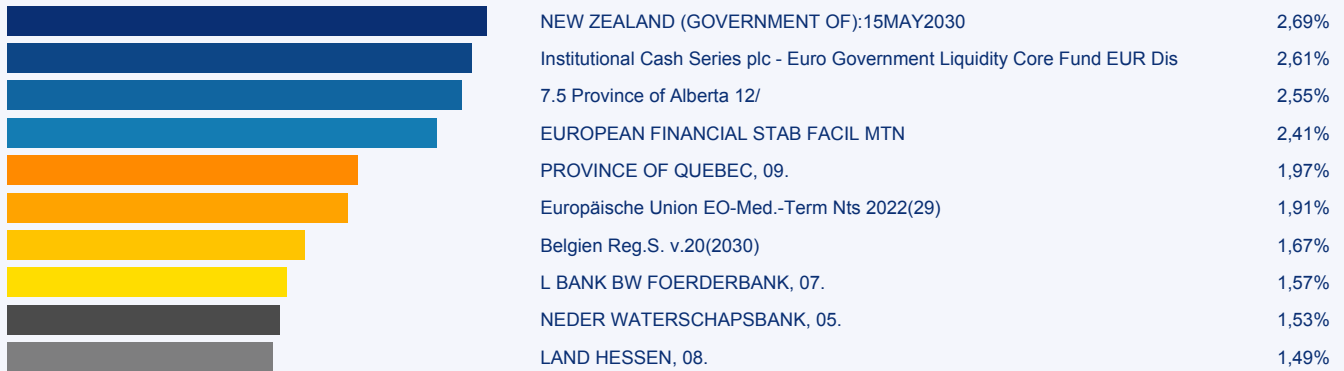 NEW ZEALAND (GOVERNMENT OF):15MAY2030 2,69%
Institutional Cash Series plc - Euro Government Liquidity Core Fund EUR Dis 2,61%
7.5 Province of Alberta 12/ 2,55%
EUROPEAN FINANCIAL STAB FACIL MTN 2,41%
PROVINCE OF QUEBEC, 09. 1,97%
Europäische Union EO-Med.-Term Nts 2022(29) 1,91%
Belgien Reg.S. v.20(2030) 1,67%
L BANK BW FOERDERBANK, 07. 1,57%
NEDER WATERSCHAPSBANK, 05. 1,53%
LAND HESSEN, 08. 1,49%